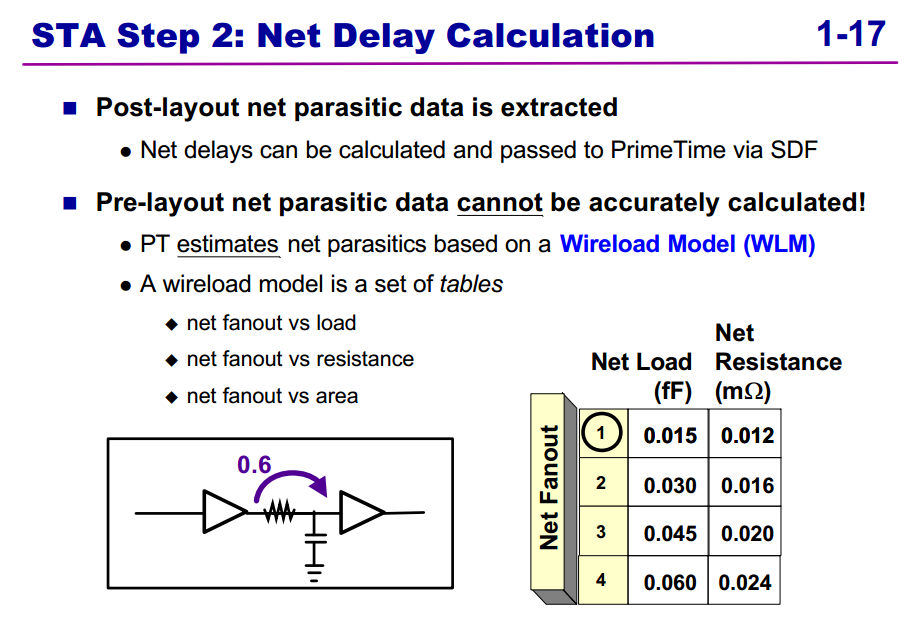 STA Step 2: Net Delay Calculation 1-17
■ Post-layout net parasitic data is extracted
● Net delays can be calculated and passed to PrimeTime via SDF
■ Pre-layout net parasitic data cannot be accurately calculated!
● PT estimates net parasitics based on a Wireload Model (WLM)
● A wireload model is a set of tables
◆ net fanout vs load
◆ net fanout vs resistance
◆ net fanout vs area
0.6
Net Load
(fF)
Net
Resistance
(mΩ)
Net Fanout
1 0.015 0.012
2 0.030 0.016
3 0.045 0.020
4 0.060 0.024